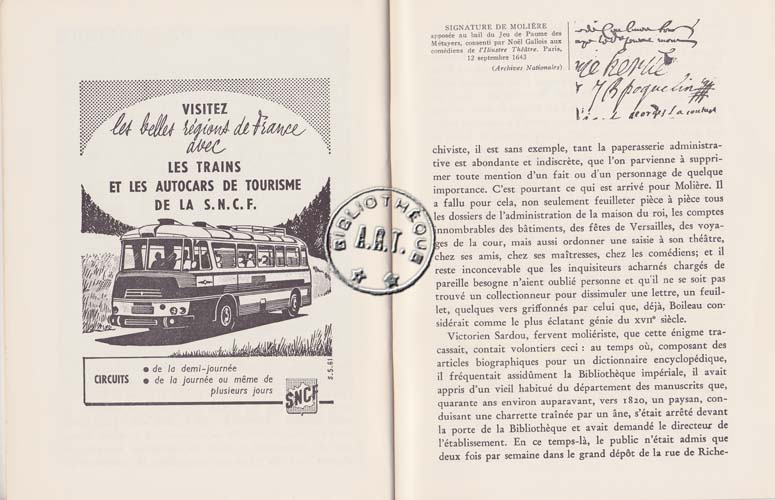 VISITEZ
les belles régions de France
avec
LES TRAINS
ET LES AUTOCARS DE TOURISME
DE LA S.N.C.F.
CIRCUITS
• de la demi-journée
• de la journée ou même de
plusieurs jours
S.S.61
SNCF
BIBLIOTHÈQUE
A.R.T.
SIGNATURE DE MOLIÈRE
apposée au bail du Jeu de Paume des
Métayers, consenti par Noël Gallois aux
comédiens de l'Illustre Théâtre. Paris,
12 septembre 1643
(Archives Nationales)
JB poquelin
chiviste, il est sans exemple, tant la paperasserie administra-
tive est abondante et indiscrète, que l'on parvienne à suppri-
mer toute mention d'un fait ou d'un personnage de quelque
importance. C'est pourtant ce qui est arrivé pour Molière. Il
a fallu pour cela, non seulement feuilleter pièce à pièce tous
les dossiers de l'administration de la maison du roi, les comptes
innombrables des bâtiments, des fêtes de Versailles, des voya-
ges de la cour, mais aussi ordonner une saisie à son théâtre,
chez ses amis, chez ses maîtresses, chez les comédiens; et il
reste inconcevable que les inquisiteurs acharnés chargés de
pareille besogne n'aient oublié personne et qu'il ne se soit pas
trouvé un collectionneur pour dissimuler une lettre, un feuil-
let, quelques vers griffonnés par celui que, déjà, Boileau con-
sidérait comme le plus éclatant génie du XVIIe siècle.
Victorien Sardou, fervent moliériste, que cette énigme tra-
cassait, contait volontiers ceci : au temps où, composant des
articles biographiques pour un dictionnaire encyclopédique,
il fréquentait assidûment la Bibliothèque impériale, il avait
appris d'un vieil habitué du département des manuscrits que,
quarante ans environ auparavant, vers 1820, un paysan, con-
duisant une charrette traînée par un âne, s'était arrêté devant
la porte de la Bibliothèque et avait demandé le directeur de
l'établissement. En ce temps-là, le public n'était admis que
deux fois par semaine dans le grand dépôt de la rue de Riche-